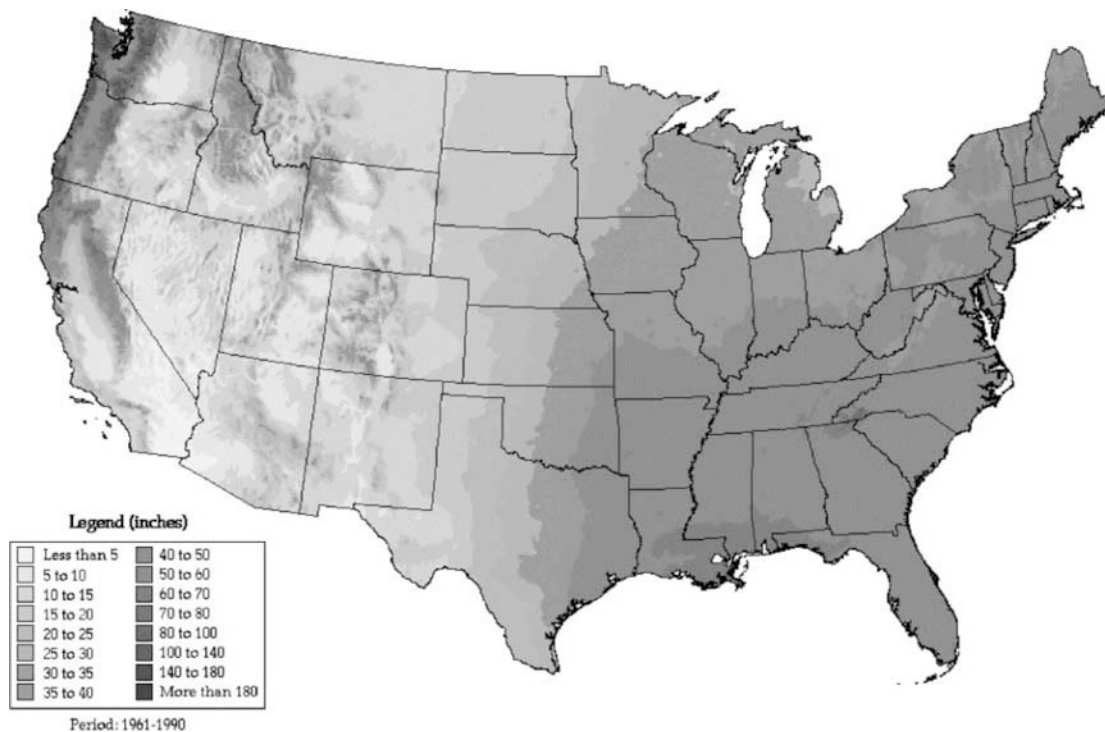 Legend (inches)
Less than 5
5 to 10
10 to 15
15 to 20
20 to 25
25 to 30
30 to 35
35 to 40
40 to 50
50 to 60
60 to 70
70 to 80
80 to 100
100 to 140
140 to 180
More than 180
Period: 1961-1990